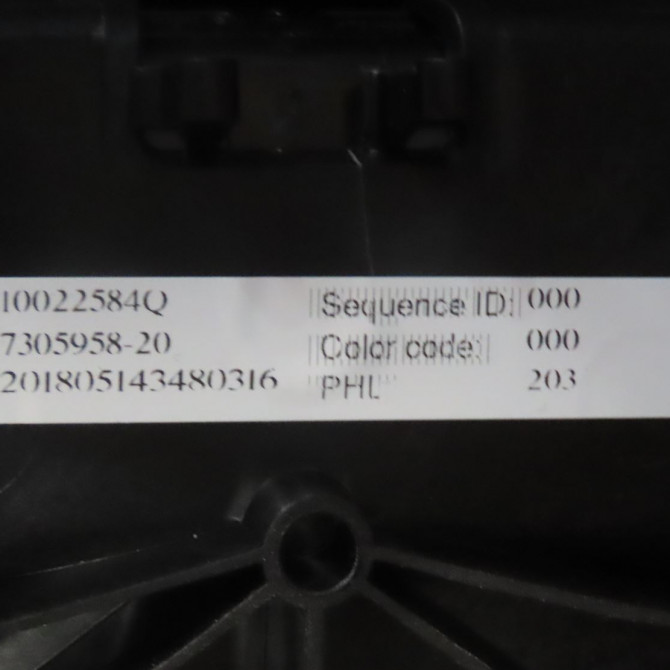 10022584Q Sequence ID: 000
7305958-20 Color code: 000
201805143480316 PHL 203